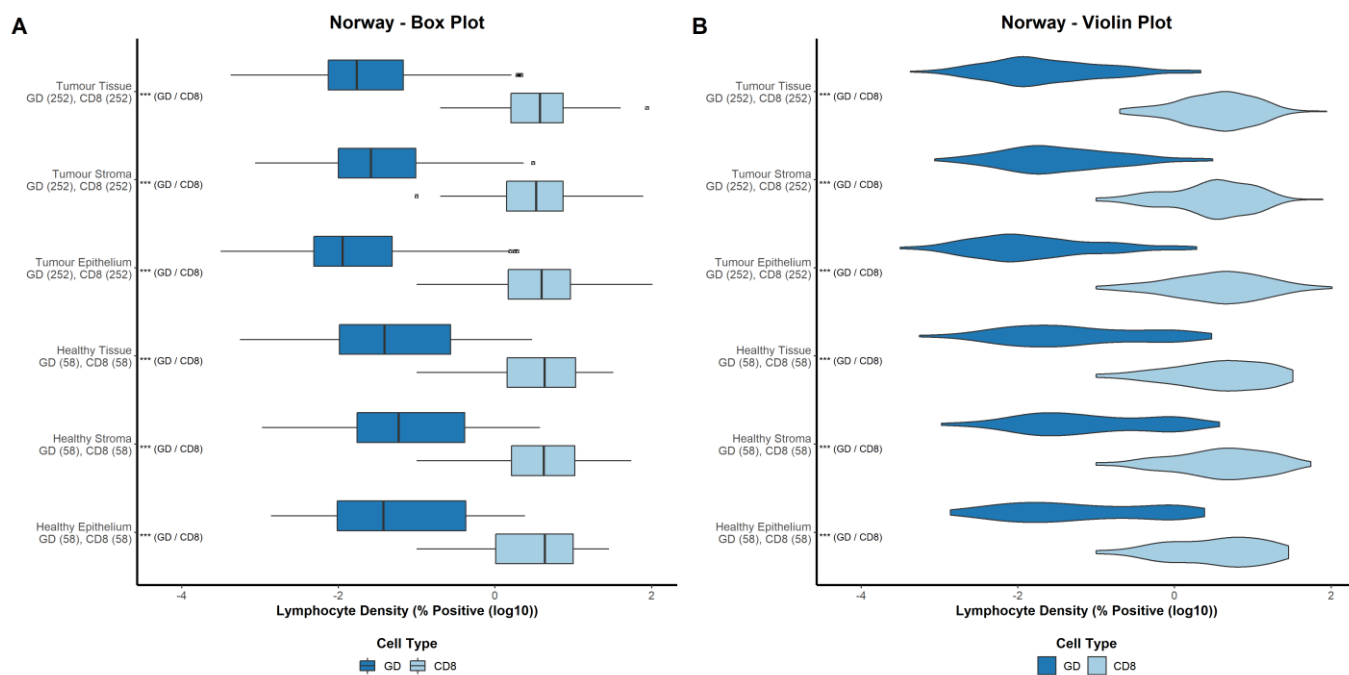 A
Norway - Box Plot
Tumour Tissue
GD (252), CD8 (252)
*** (GD / CD8)
Tumour Stroma
GD (252), CD8 (252)
*** (GD / CD8)
Tumour Epithelium
GD (252), CD8 (252)
*** (GD / CD8)
Healthy Tissue
GD (58), CD8 (58)
*** (GD / CD8)
Healthy Stroma
GD (58), CD8 (58)
*** (GD / CD8)
Healthy Epithelium
GD (58), CD8 (58)
*** (GD / CD8)
-4 -2 0 2
Lymphocyte Density (% Positive (log10))
Cell Type
GD CD8
B
Norway - Violin Plot
Tumour Tissue
GD (252), CD8 (252)
*** (GD / CD8)
Tumour Stroma
GD (252), CD8 (252)
*** (GD / CD8)
Tumour Epithelium
GD (252), CD8 (252)
*** (GD / CD8)
Healthy Tissue
GD (58), CD8 (58)
*** (GD / CD8)
Healthy Stroma
GD (58), CD8 (58)
*** (GD / CD8)
Healthy Epithelium
GD (58), CD8 (58)
*** (GD / CD8)
-4 -2 0 2
Lymphocyte Density (% Positive (log10))
Cell Type
GD CD8